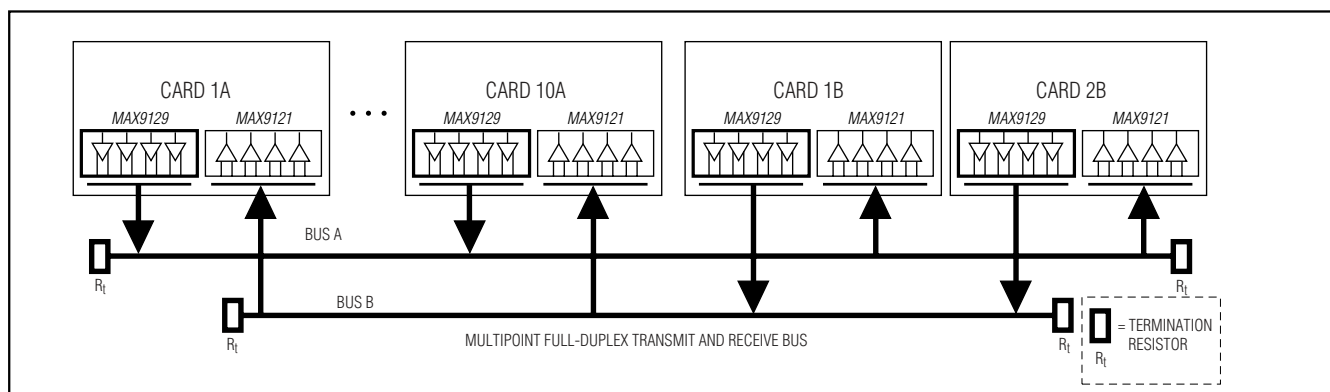 CARD 1A
MAX9129 MAX9121
• • •
CARD 10A
MAX9129 MAX9121
CARD 1B
MAX9129 MAX9121
CARD 2B
MAX9129 MAX9121
BUS A
Rt
Rt
BUS B
Rt
Rt
MULTIPOINT FULL-DUPLEX TRANSMIT AND RECEIVE BUS
= TERMINATION
RESISTOR
Rt